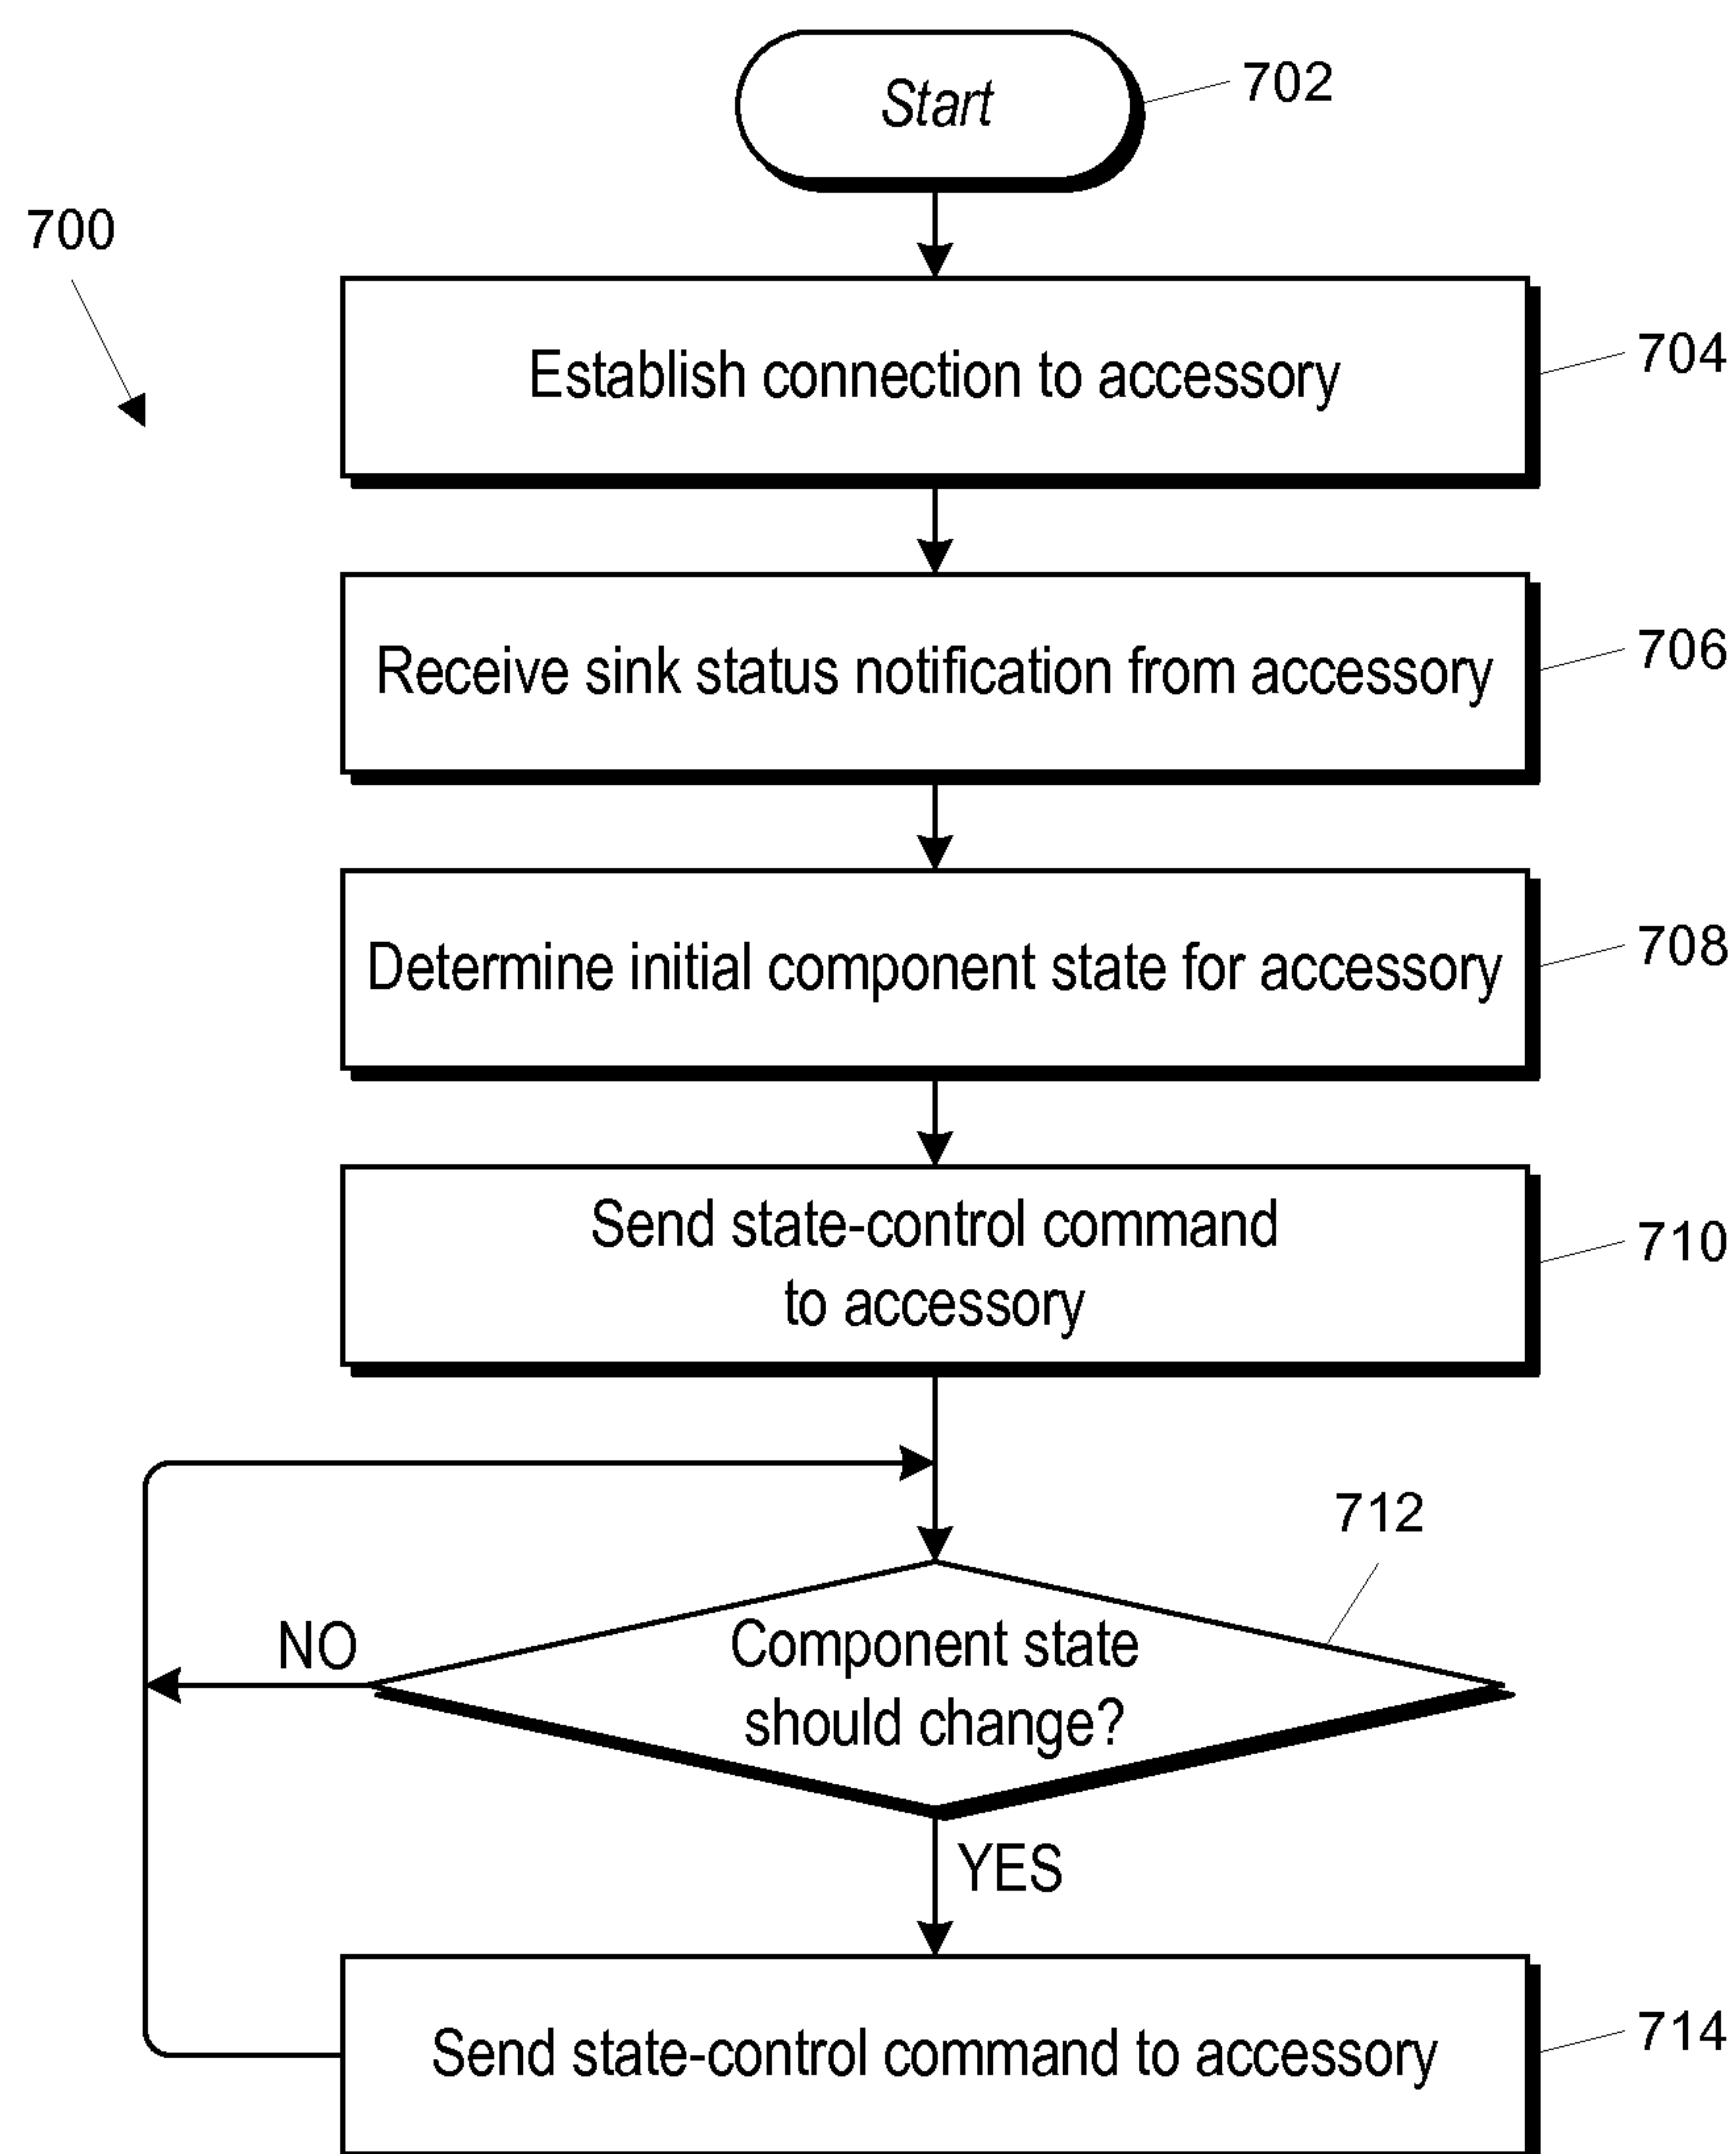 Start
702
700
Establish connection to accessory
704
Receive sink status notification from accessory
706
Determine initial component state for accessory
708
Send state-control command
to accessory
710
712
NO
Component state
should change?
YES
Send state-control command to accessory
714